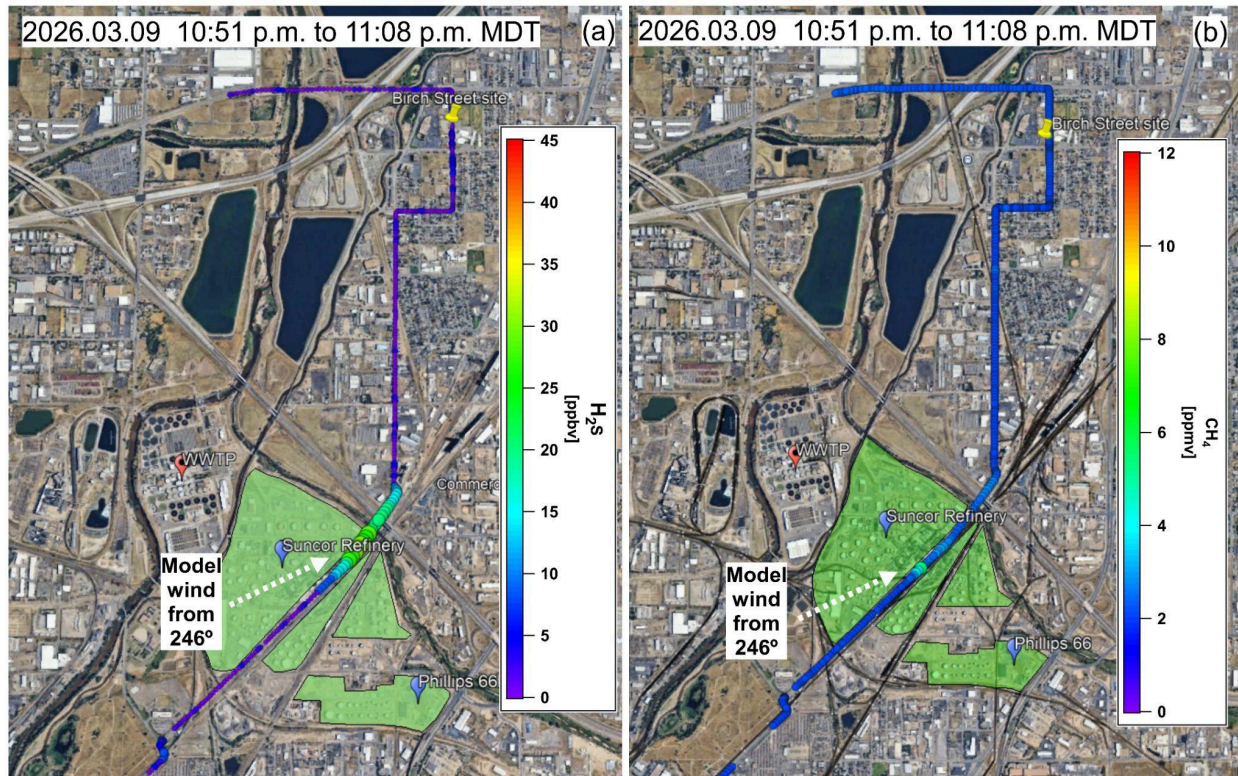 2026.03.09 10:51 p.m. to 11:08 p.m. MDT
(a)
Birch Street site
45
40
35
30
25
20
15
10
5
0
H₂S
[ppbv]
WWTP
Commerc
Suncor Refinery
Model
wind
from
246º
Phillips 66
2026.03.09 10:51 p.m. to 11:08 p.m. MDT
(b)
Birch Street site
12
10
8
6
4
2
0
CH₄
[ppmv]
WWTP
Suncor Refinery
Model
wind
from
246º
Phillips 66